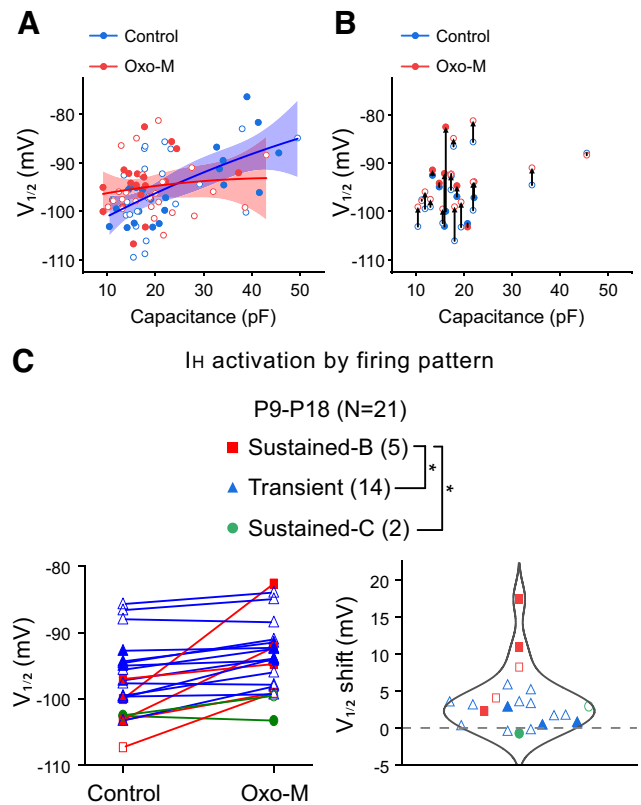 A
Control
Oxo-M
V1/2 (mV)
-80
-90
-100
-110
10 20 30 40 50
Capacitance (pF)
B
Control
Oxo-M
V1/2 (mV)
-80
-90
-100
-110
10 20 30 40 50
Capacitance (pF)
C
IH activation by firing pattern
P9-P18 (N=21)
Sustained-B (5)
Transient (14)
Sustained-C (2)
*
*
V1/2 (mV)
-80
-90
-100
-110
Control Oxo-M
V1/2 shift (mV)
20
15
10
5
0
-5